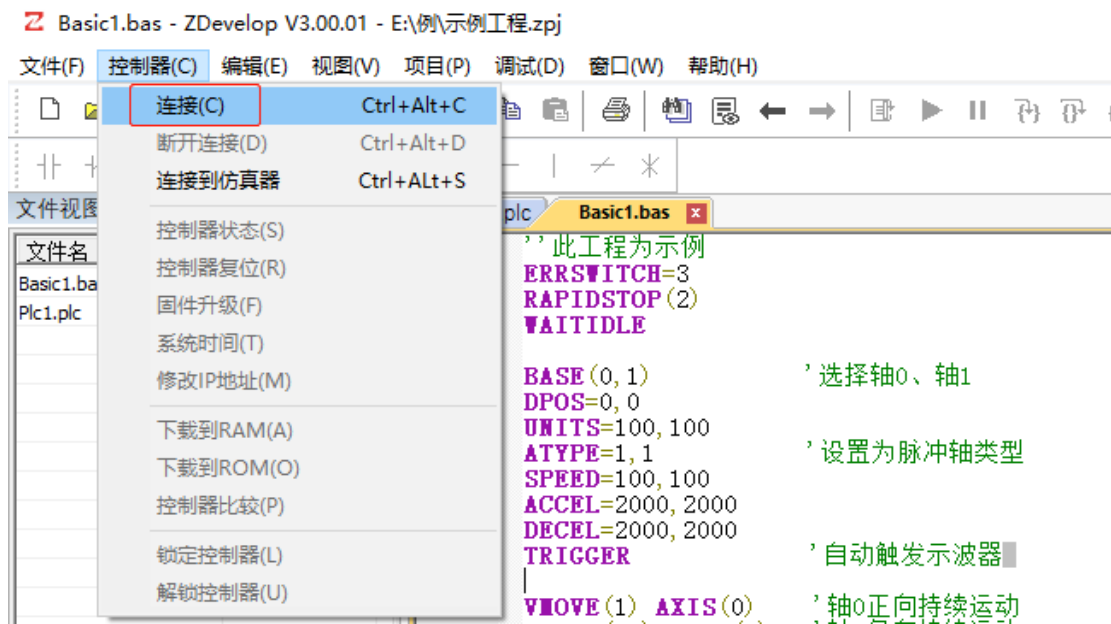 Basic1.bas - ZDevelop V3.00.01 - E:\例\示例工程.zpj
文件(F) 控制器(C) 编辑(E) 视图(V) 项目(P) 调试(D) 窗口(W) 帮助(H)
连接(C) Ctrl+Alt+C
断开连接(D) Ctrl+Alt+D
连接到仿真器 Ctrl+ALt+S
控制器状态(S)
控制器复位(R)
固件升级(F)
系统时间(T)
修改IP地址(M)
下载到RAM(A)
下载到ROM(O)
控制器比较(P)
锁定控制器(L)
解锁控制器(U)
文件视图
文件名
Basic1.ba
Plc1.plc
plc Basic1.bas
''此工程为示例
ERRSWITCH=3
RAPIDSTOP(2)
WAITIDLE
BASE(0,1) '选择轴0、轴1
DPOS=0,0
UNITS=100,100
ATYPE=1,1 '设置为脉冲轴类型
SPEED=100,100
ACCEL=2000,2000
DECEL=2000,2000
TRIGGER '自动触发示波器
VMOVE(1) AXIS(0) '轴0正向持续运动